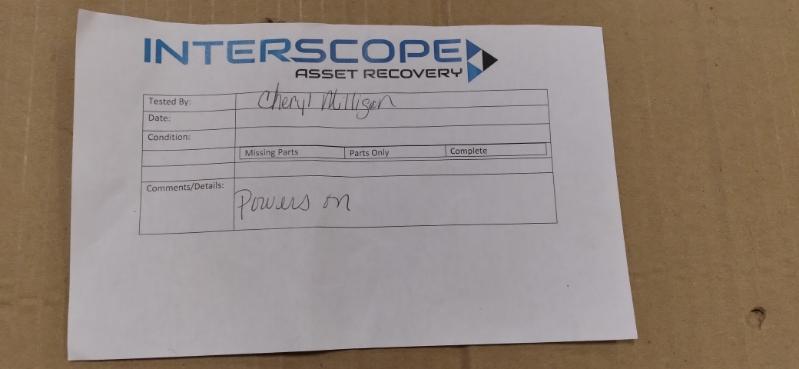 INTERSCOPE
ASSET RECOVERY
Tested By: Cheryl Milligan
Date:
Condition:
Missing Parts Parts Only Complete
Comments/Details: Powers on